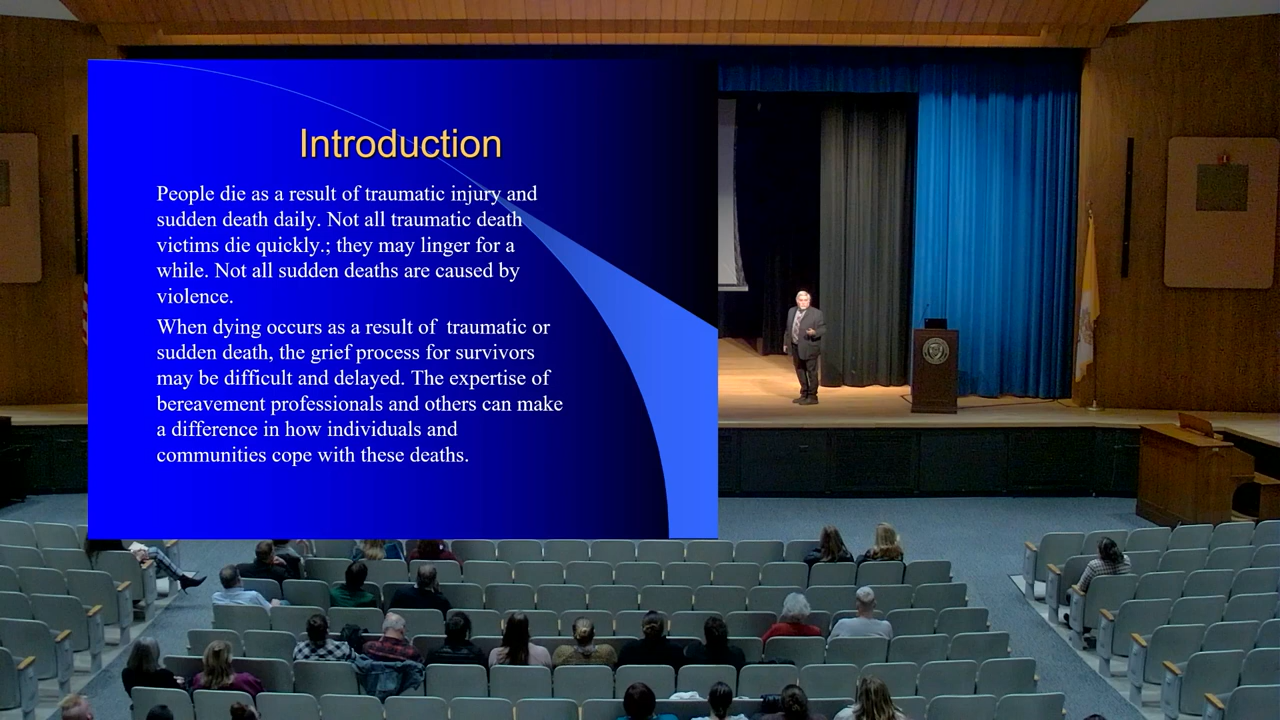 Introduction
People die as a result of traumatic injury and
sudden death daily. Not all traumatic death
victims die quickly.; they may linger for a
while. Not all sudden deaths are caused by
violence.
When dying occurs as a result of  traumatic or
sudden death, the grief process for survivors
may be difficult and delayed. The expertise of
bereavement professionals and others can make
a difference in how individuals and
communities cope with these deaths.